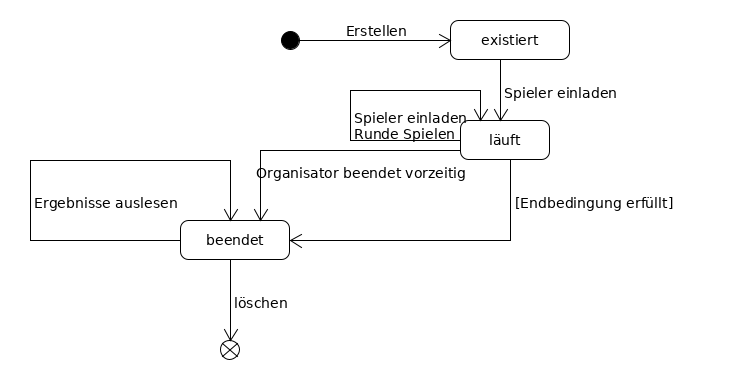 Erstellen
existiert
Spieler einladen
Spieler einladen
Runde Spielen
läuft
Organisator beendet vorzeitig
Ergebnisse auslesen
[Endbedingung erfüllt]
beendet
löschen